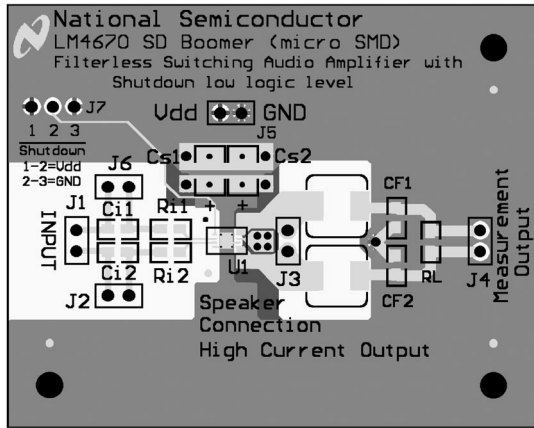 National Semiconductor
LM4670 SD Boomer (micro SMD)
Filterless Switching Audio Amplifier with
Shutdown low logic level
J7
1 2 3
Shutdown
1-2=Vdd
2-3=GND
Vdd GND
J5
Cs1 Cs2
+ +
J6
J1
Ci1
Ri1
INPUT
Ci2
Ri2
J2
U1
J3
CF1
CF2
RL
J4
Measurement
Output
Speaker
Connection
High Current Output